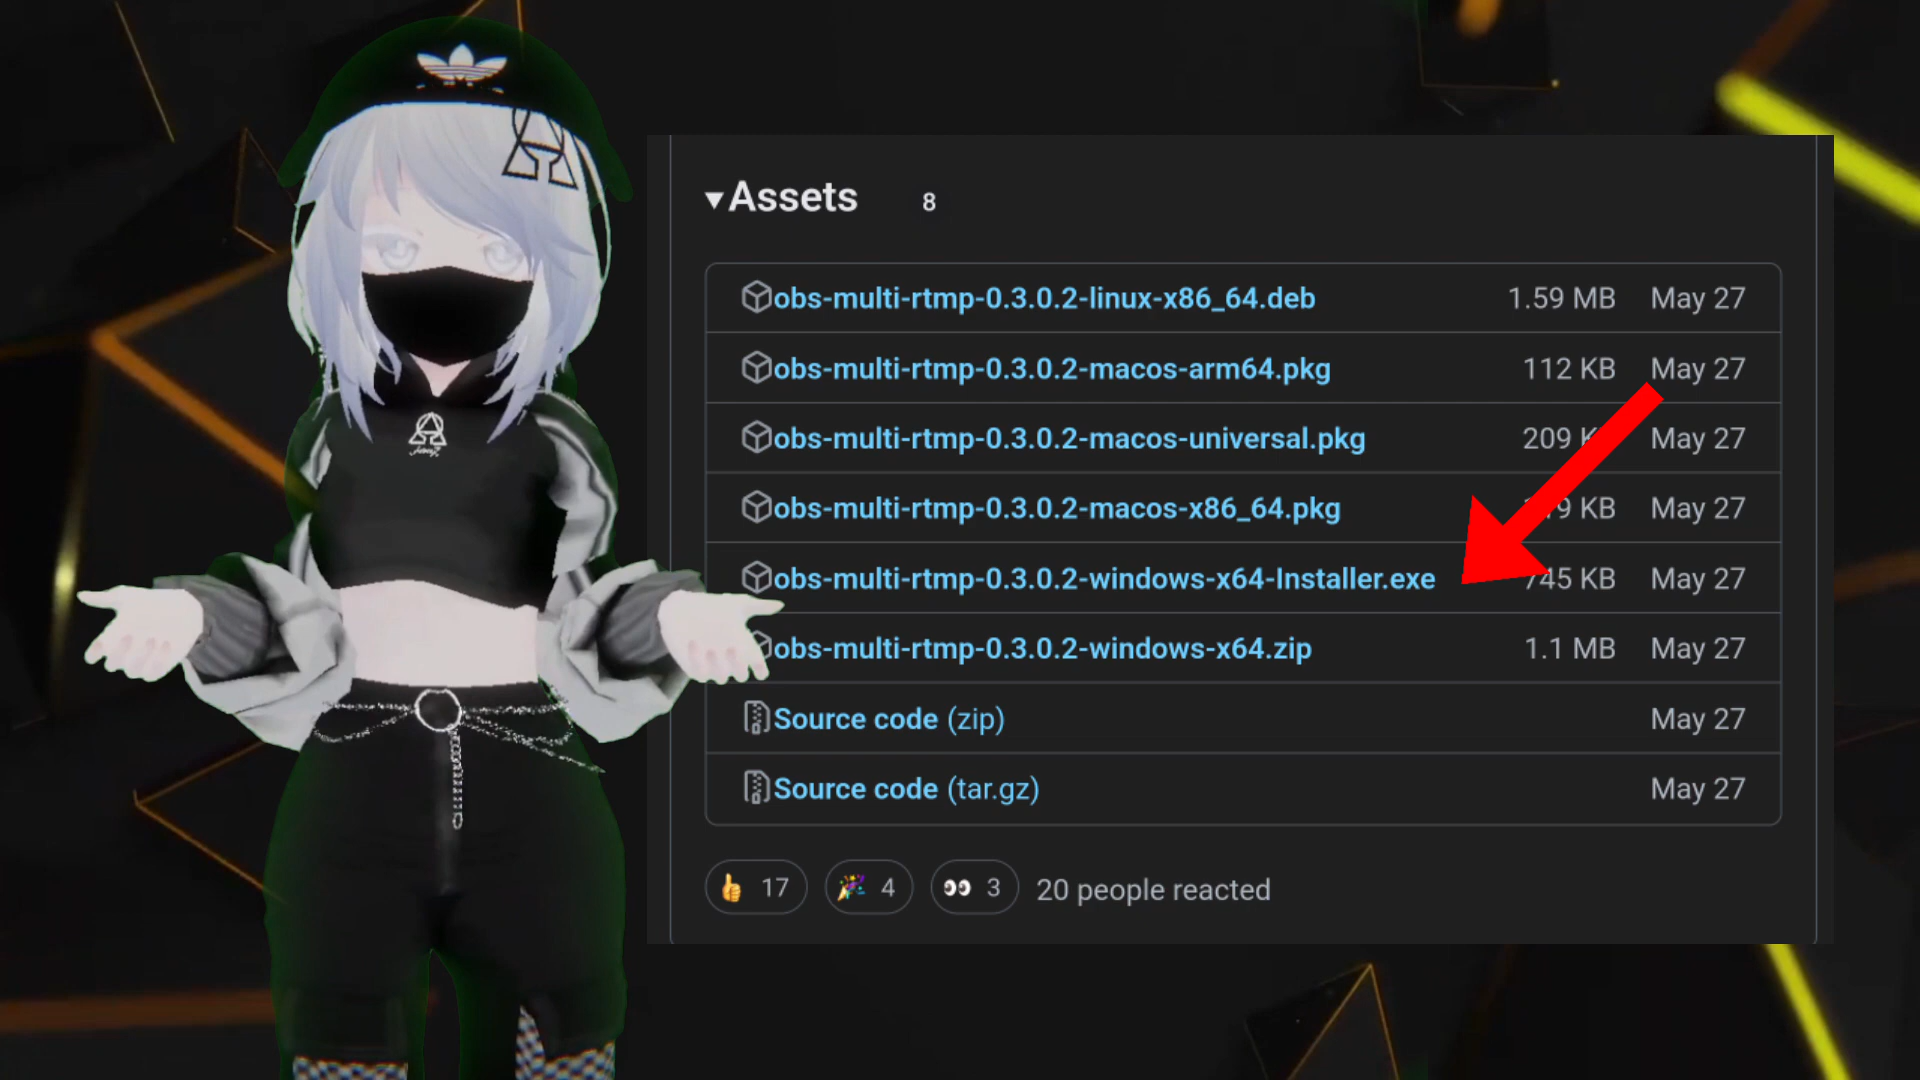 ▾Assets 8
obs-multi-rtmp-0.3.0.2-linux-x86_64.deb 1.59 MB May 27
obs-multi-rtmp-0.3.0.2-macos-arm64.pkg 112 KB May 27
obs-multi-rtmp-0.3.0.2-macos-universal.pkg 209 May 27
obs-multi-rtmp-0.3.0.2-macos-x86_64.pkg KB May 27
obs-multi-rtmp-0.3.0.2-windows-x64-Installer.exe 745 KB May 27
obs-multi-rtmp-0.3.0.2-windows-x64.zip 1.1 MB May 27
Source code (zip) May 27
Source code (tar.gz) May 27
17 4 3 20 people reacted